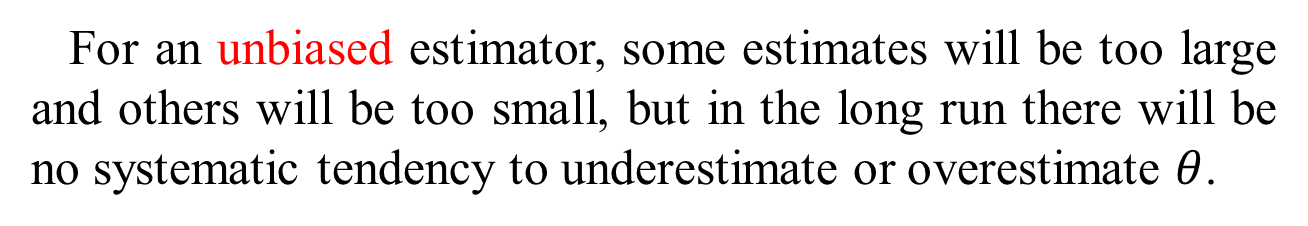 For an unbiased estimator, some estimates will be too large
and others will be too small, but in the long run there will be
no systematic tendency to underestimate or overestimate θ.